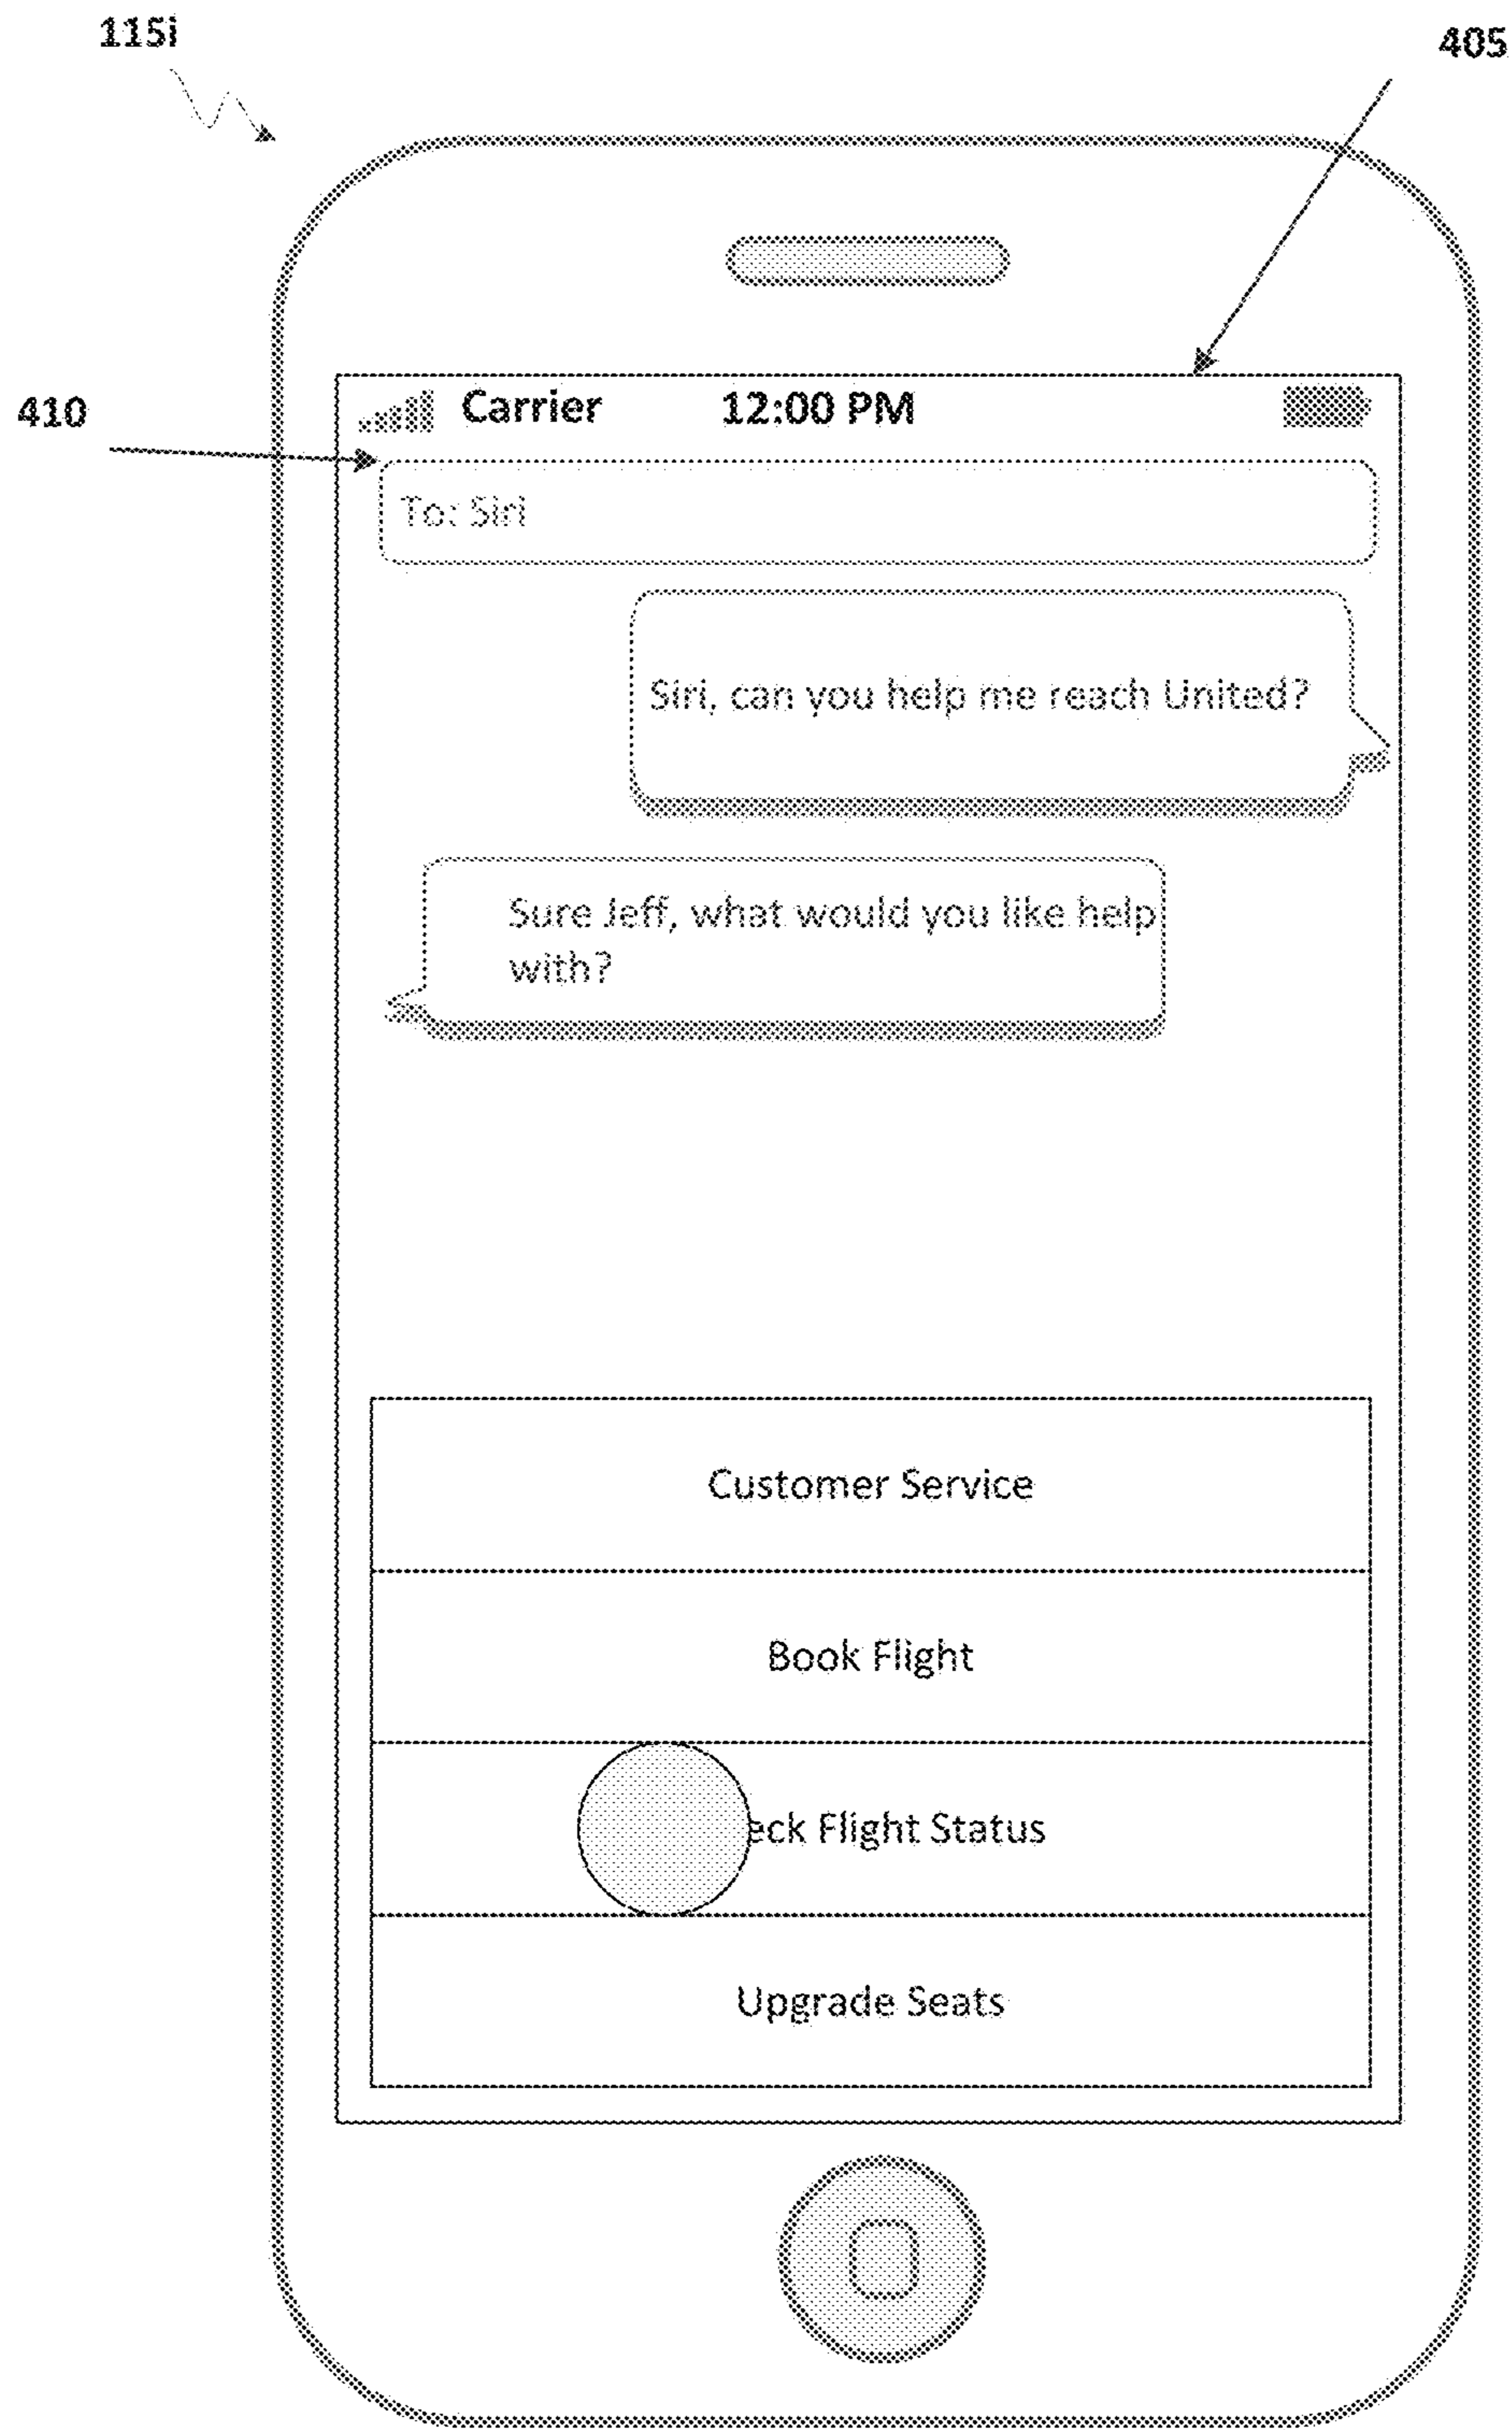 115i
405
410
Carrier 12:00 PM
To: Siri
Siri, can you help me reach United?
Sure Jeff, what would you like help
with?
Customer Service
Book Flight
eck Flight Status
Upgrade Seats